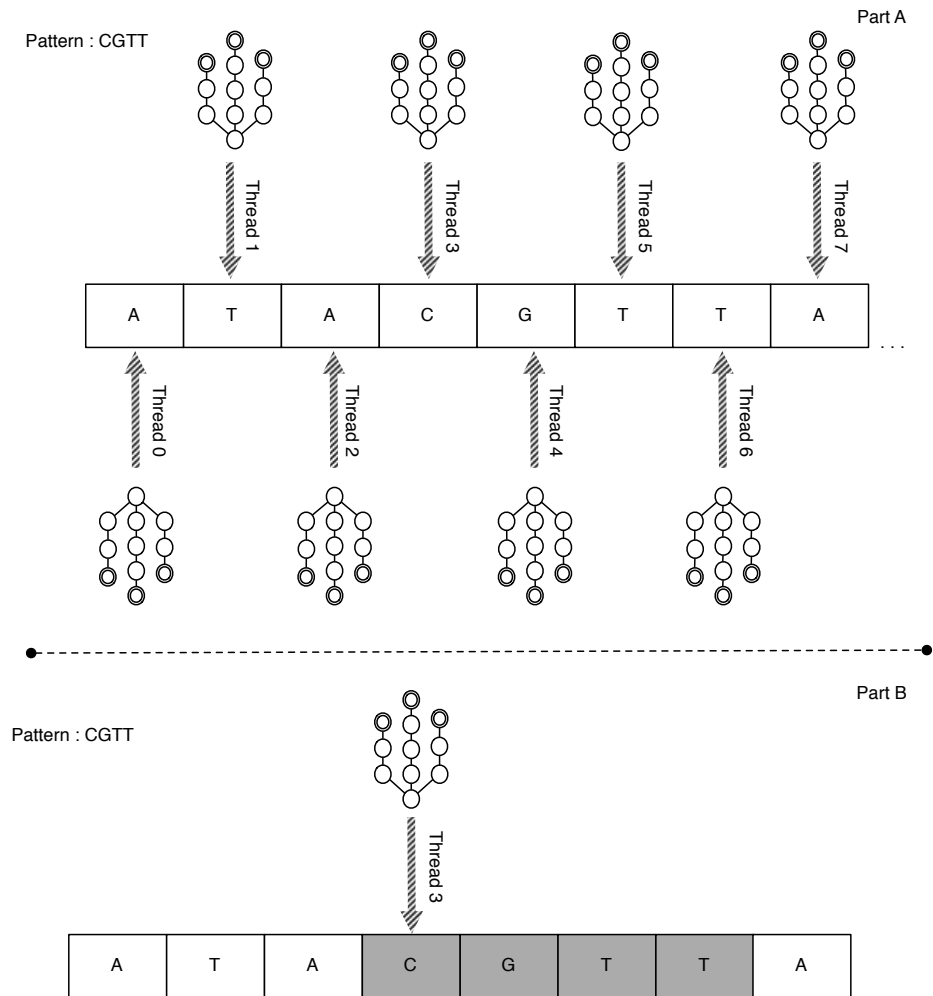 Part A
Pattern : CGTT
Thread 1
Thread 3
Thread 5
Thread 7
A T A C G T T A . . .
Thread 0
Thread 2
Thread 4
Thread 6
Part B
Pattern : CGTT
Thread 3
A T A C G T T A